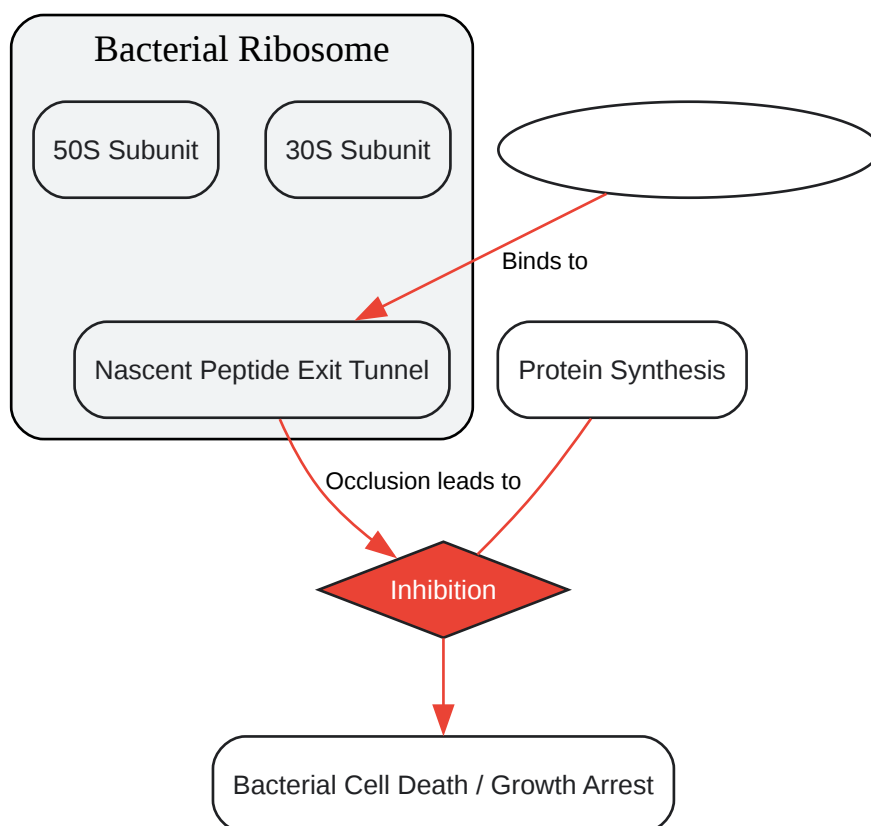 Bacterial Ribosome
50S Subunit
30S Subunit
Binds to
Nascent Peptide Exit Tunnel
Protein Synthesis
Occlusion leads to
Inhibition
Bacterial Cell Death / Growth Arrest